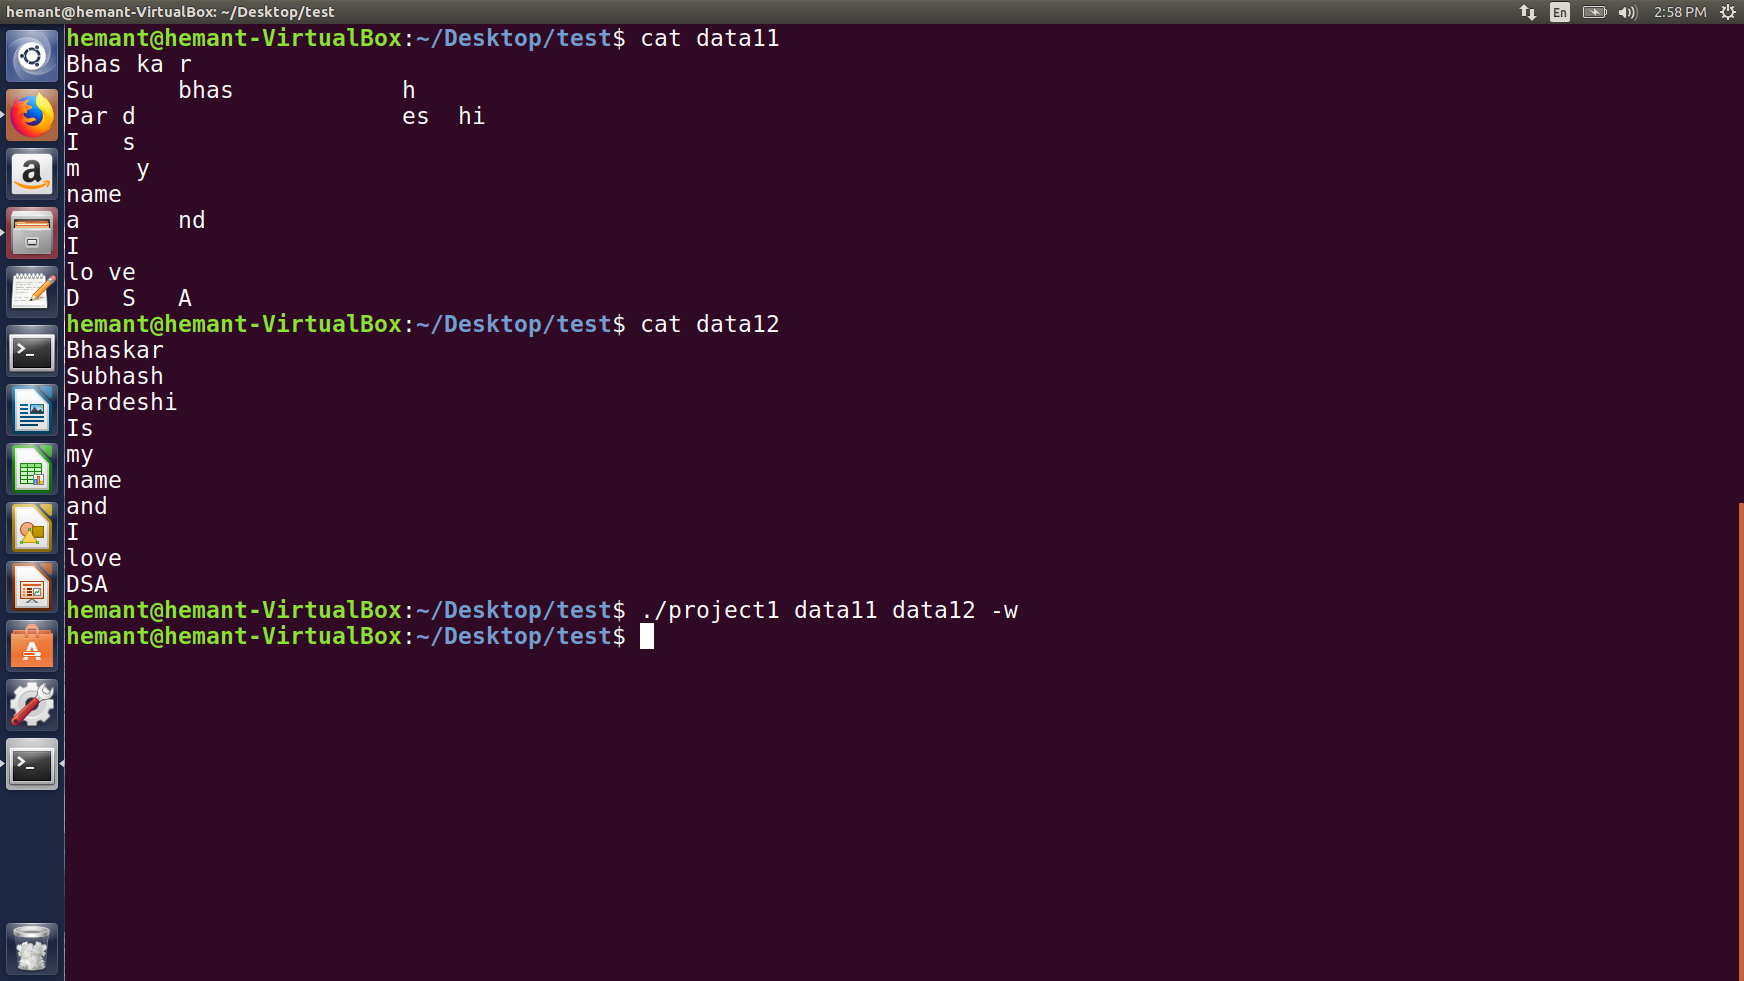 hemant@hemant-VirtualBox: ~/Desktop/test En 2:58 PM
hemant@hemant-VirtualBox:~/Desktop/test$ cat data11
Bhas ka r
Su      bhas            h
Par d                   es  hi
I   s
m    y
name
a       nd
I
lo ve
D   S   A
hemant@hemant-VirtualBox:~/Desktop/test$ cat data12
Bhaskar
Subhash
Pardeshi
Is
my
name
and
I
love
DSA
hemant@hemant-VirtualBox:~/Desktop/test$ ./project1 data11 data12 -w
hemant@hemant-VirtualBox:~/Desktop/test$